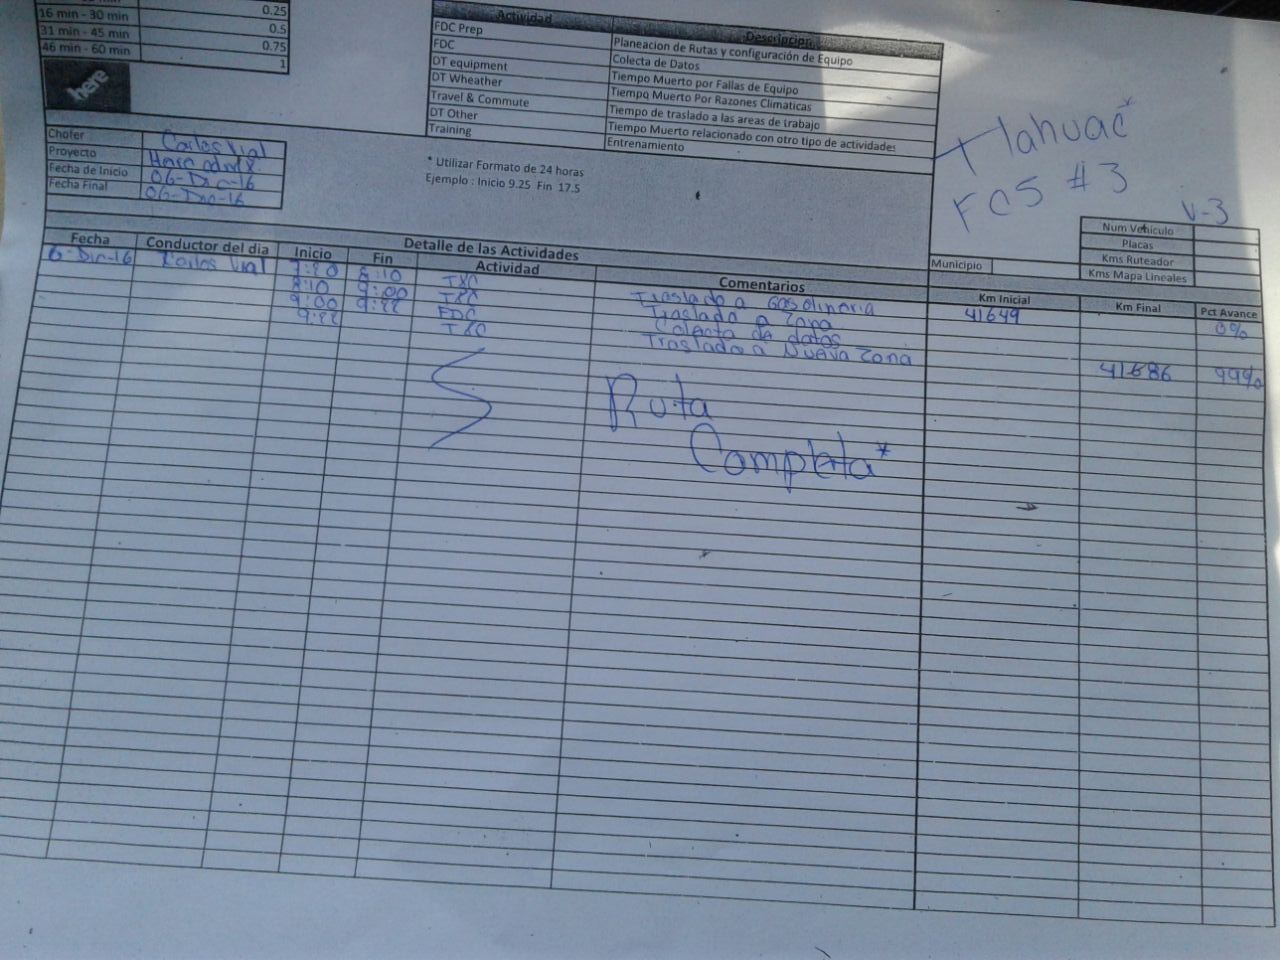 0.25
16 min - 30 min 0.5
31 min - 45 min 0.75
46 min - 60 min 1
here
Actividad Descripcion
FDC Prep Planeacion de Rutas y configuración de Equipo
FDC Colecta de Datos
DT equipment Tiempo Muerto por Fallas de Equipo
DT Wheather Tiempo Muerto Por Razones Climaticas
Travel & Commute Tiempo de traslado a las areas de trabajo
DT Other Tiempo Muerto relacionado con otro tipo de actividades
Training Entrenamiento
* Utilizar Formato de 24 horas
Ejemplo : Inicio 9.25 Fin 17.5
Chofer Carlos Vial
Proyecto Here
Fecha de Inicio 06-Dic-16
Fecha Final 06-Dic-16
Tlahuac*
FCS #3
V-3
Num Vehiculo
Placas
Kms Ruteador
Kms Mapa Lineales
Municipio
Detalle de las Actividades
Fecha Conductor del dia Inicio Fin Actividad Comentarios Km Inicial Km Final Pct Avance
6-Dic-16 Carlos Vial 8:10 T&C Traslado a Gasolineria 41649 0%
8:10 9:00 T&C Traslado a Zona
9:00 9:22 FDC Colecta de datos
9:22 T&C Traslado a Nueva Zona 41686 99%
Ruta
Completa*